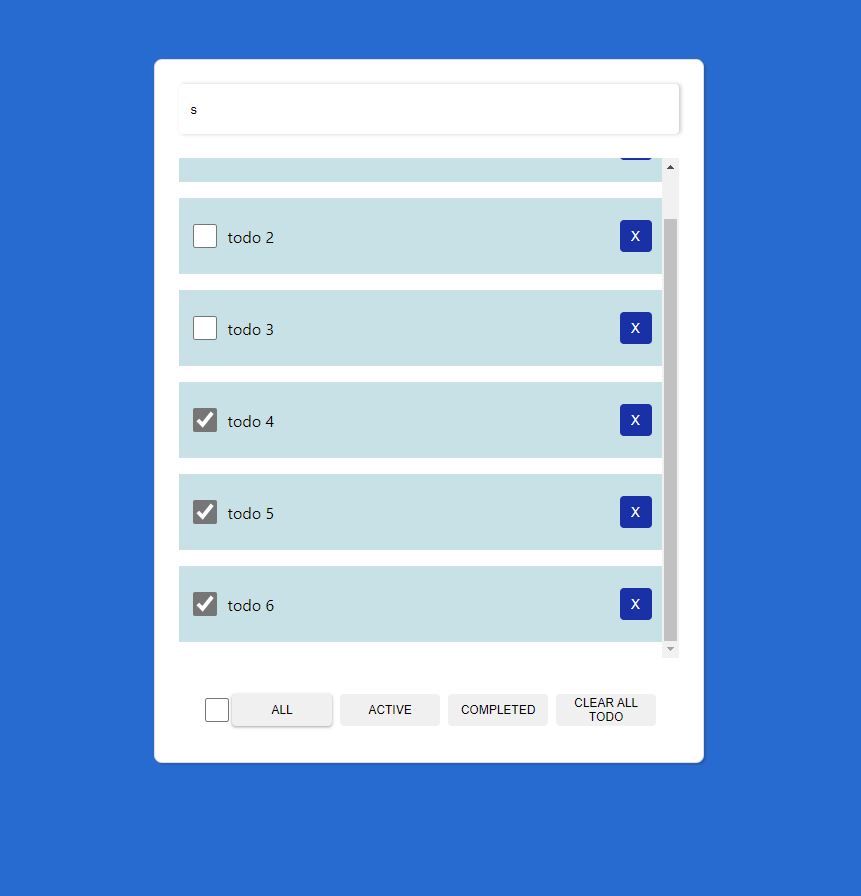 s
todo 2
X
todo 3
X
todo 4
X
todo 5
X
todo 6
X
ALL
ACTIVE
COMPLETED
CLEAR ALL
TODO